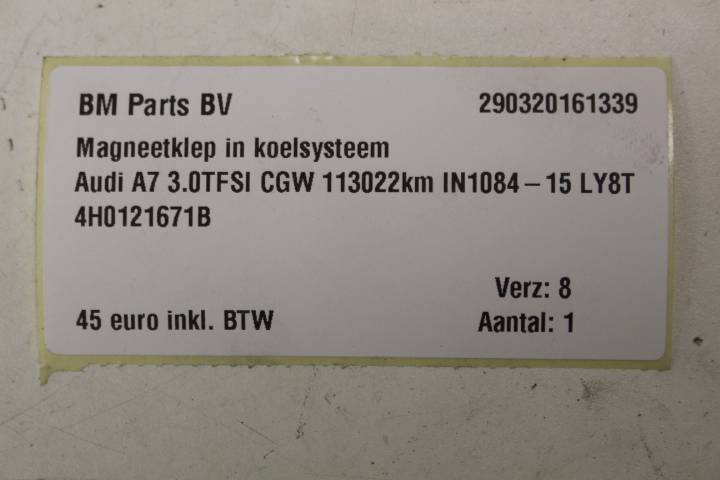 BM Parts BV 290320161339
Magneetklep in koelsysteem
Audi A7 3.0TFSI CGW 113022km IN1084 – 15 LY8T
4H0121671B
Verz: 8
45 euro inkl. BTW Aantal: 1